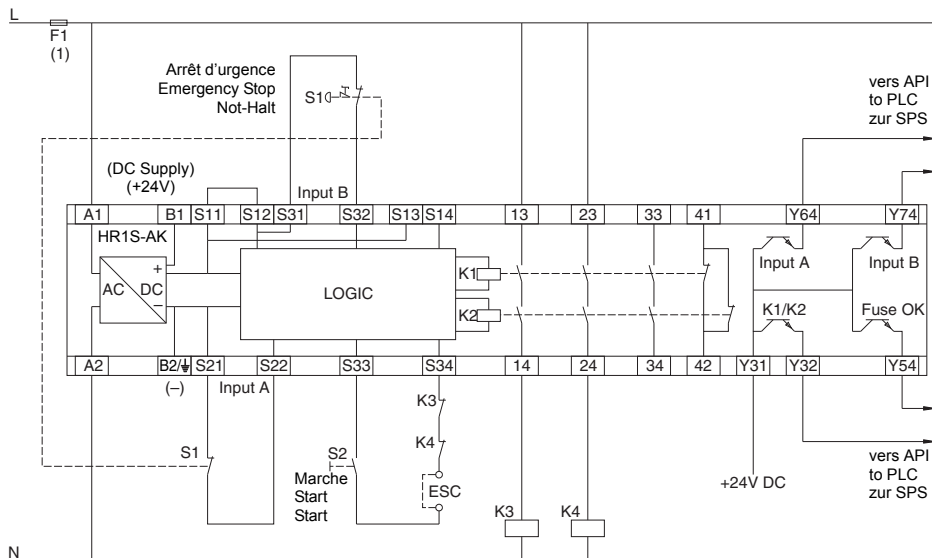 L
F1
(1)
Arrêt d'urgence
Emergency Stop
Not-Halt
S1
vers API
to PLC
zur SPS
(DC Supply)
(+24V)
Input B
A1 B1 S11 S12 S31 S32 S13 S14 13 23 33 41 Y64 Y74
HR1S-AK
AC DC + –
LOGIC
K1
K2
Input A
Input B
K1/K2
Fuse OK
A2 B2/⏚ S21 S22 S33 S34 14 24 34 42 Y31 Y32 Y54
(–)
Input A
K3
K4
S1
S2
Marche
Start
Start
ESC
K3
K4
+24V DC
vers API
to PLC
zur SPS
N